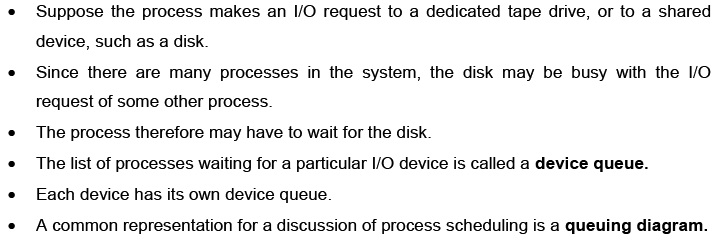 • Suppose the process makes an I/O request to a dedicated tape drive, or to a shared
device, such as a disk.
• Since there are many processes in the system, the disk may be busy with the I/O
request of some other process.
• The process therefore may have to wait for the disk.
• The list of processes waiting for a particular I/O device is called a device queue.
• Each device has its own device queue.
• A common representation for a discussion of process scheduling is a queuing diagram.